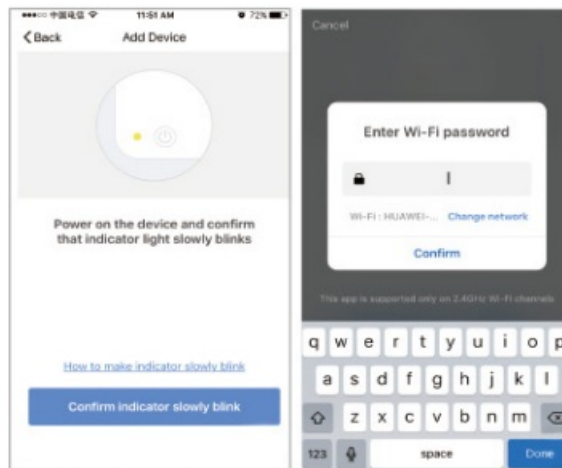 中国电信
11:51 AM
72%
Back
Add Device
Power on the device and confirm
that indicator light slowly blinks
How to make indicator slowly blink
Confirm indicator slowly blink
Cancel
Enter Wi-Fi password
Wi-Fi : HUAWEI-... Change network
Confirm
This app is supported only on 2.4GHz Wi-Fi channels
q w e r t y u i o p
a s d f g h j k l
z x c v b n m
123
space
Done